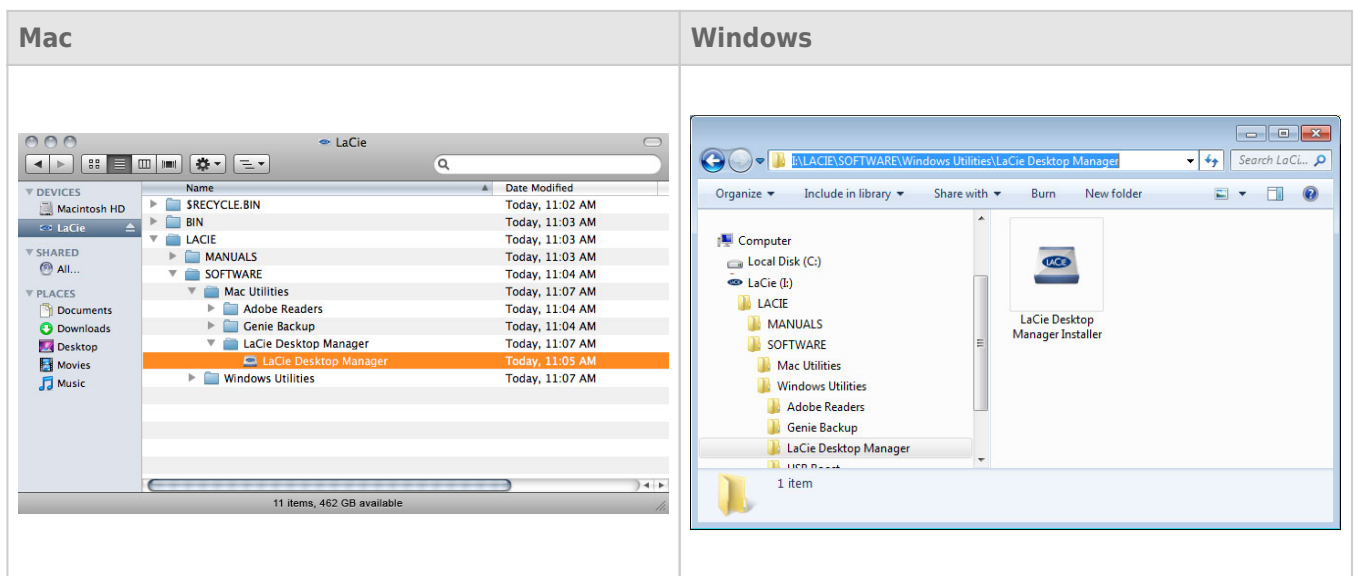 Mac
Windows
LaCie
DEVICES
Macintosh HD
LaCie
SHARED
All...
PLACES
Documents
Downloads
Desktop
Movies
Music
Name Date Modified
$RECYCLE.BIN Today, 11:02 AM
BIN Today, 11:03 AM
LACIE Today, 11:03 AM
MANUALS Today, 11:03 AM
SOFTWARE Today, 11:04 AM
Mac Utilities Today, 11:07 AM
Adobe Readers Today, 11:04 AM
Genie Backup Today, 11:04 AM
LaCie Desktop Manager Today, 11:07 AM
LaCie Desktop Manager Today, 11:05 AM
Windows Utilities Today, 11:07 AM
11 items, 462 GB available
I:\LACIE\SOFTWARE\Windows Utilities\LaCie Desktop Manager
Search LaCi...
Organize Include in library Share with Burn New folder
Computer
Local Disk (C:)
LaCie (I:)
LACIE
MANUALS
SOFTWARE
Mac Utilities
Windows Utilities
Adobe Readers
Genie Backup
LaCie Desktop Manager
USB Boost
LACIE
LaCie Desktop
Manager Installer
1 item